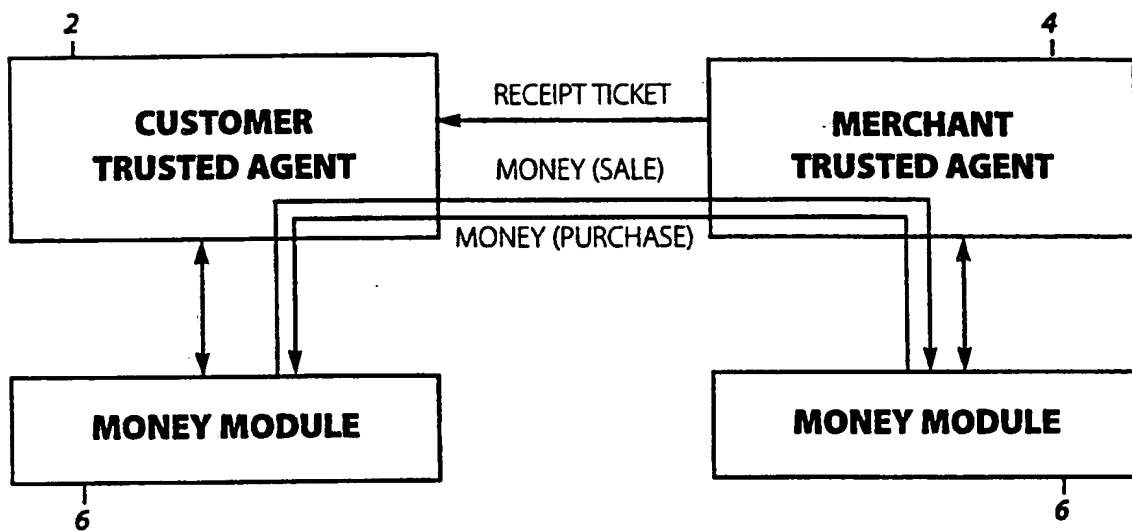 2
4
CUSTOMER
TRUSTED AGENT
RECEIPT TICKET
MERCHANT
TRUSTED AGENT
MONEY (SALE)
MONEY (PURCHASE)
MONEY MODULE
MONEY MODULE
6
6